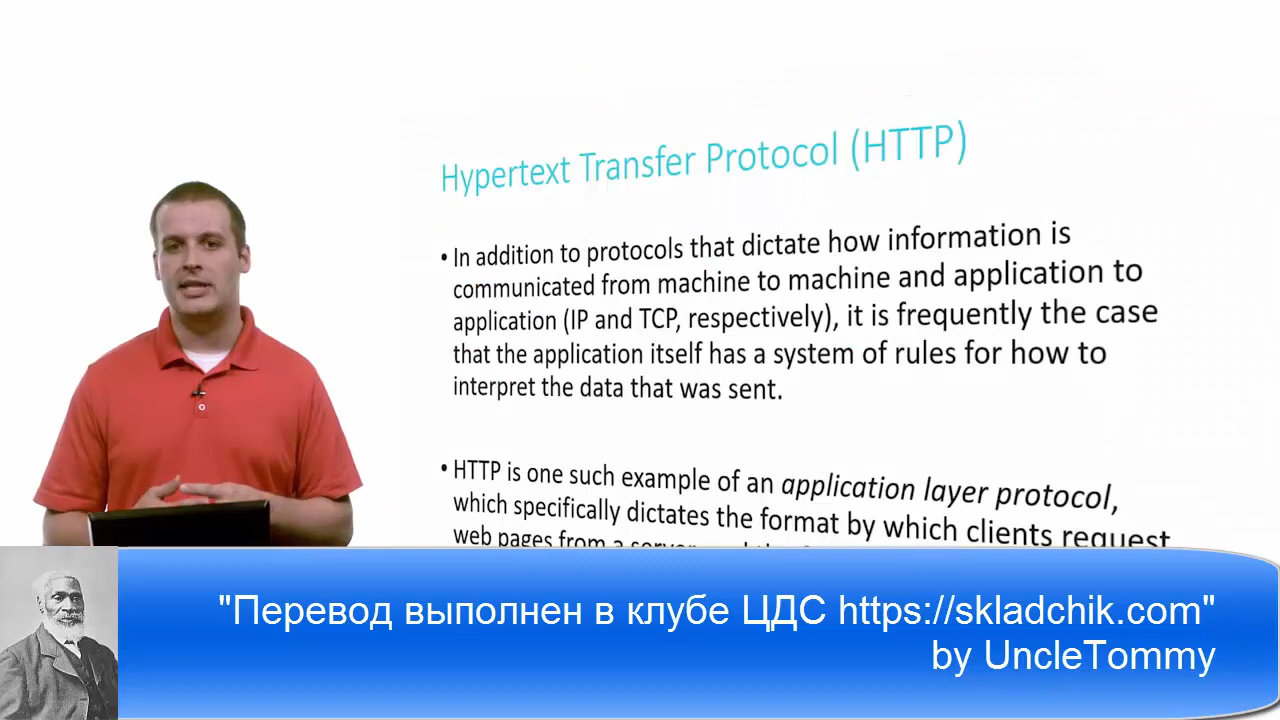 Hypertext Transfer Protocol (HTTP)
• In addition to protocols that dictate how information is
communicated from machine to machine and application to
application (IP and TCP, respectively), it is frequently the case
that the application itself has a system of rules for how to
interpret the data that was sent.
• HTTP is one such example of an application layer protocol,
which specifically dictates the format by which clients request
web pages from a server
"Перевод выполнен в клубе ЦДС https://skladchik.com"
by UncleTommy